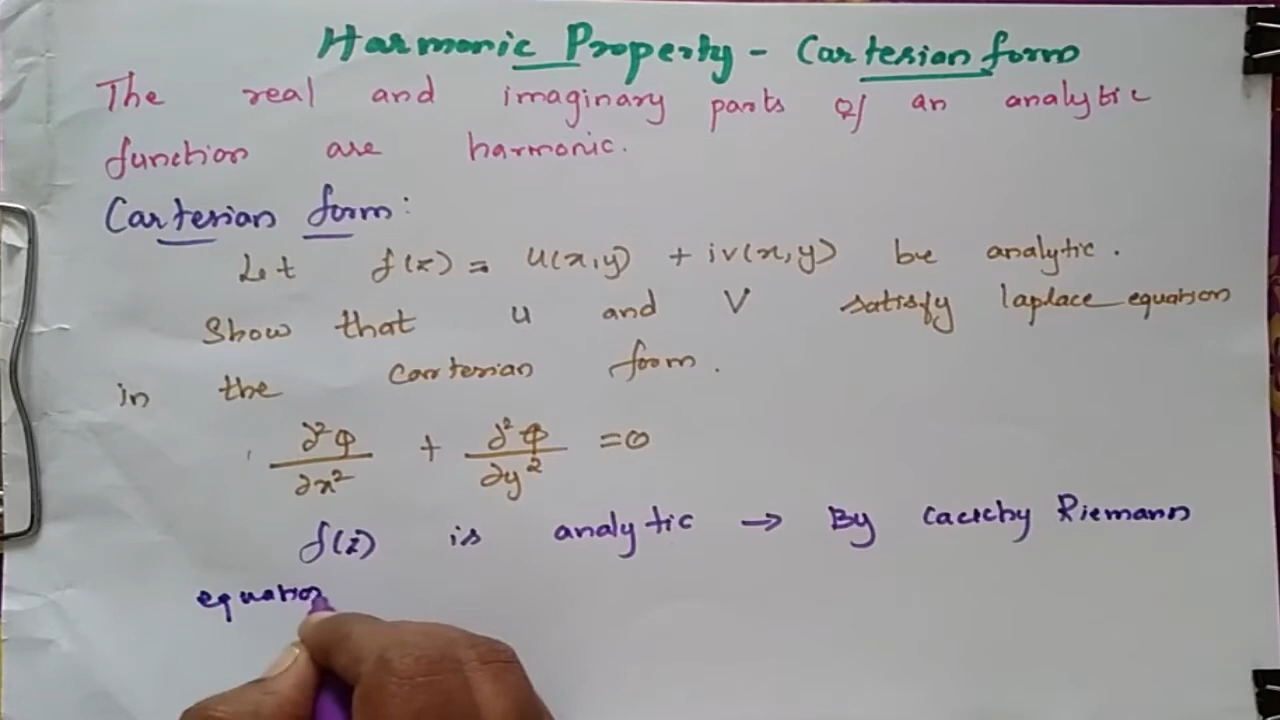 Harmonic Property - Cartesian form
The real and imaginary parts of an analytic
function are harmonic.
Cartesian form:
Let f(z) = u(x,y) + iv(x,y) be analytic.
Show that u and v satisfy laplace equation
in the cartesian form.
∂²φ/∂x² + ∂²φ/∂y² = 0
f(z) is analytic → By Cauchy Riemann
equation